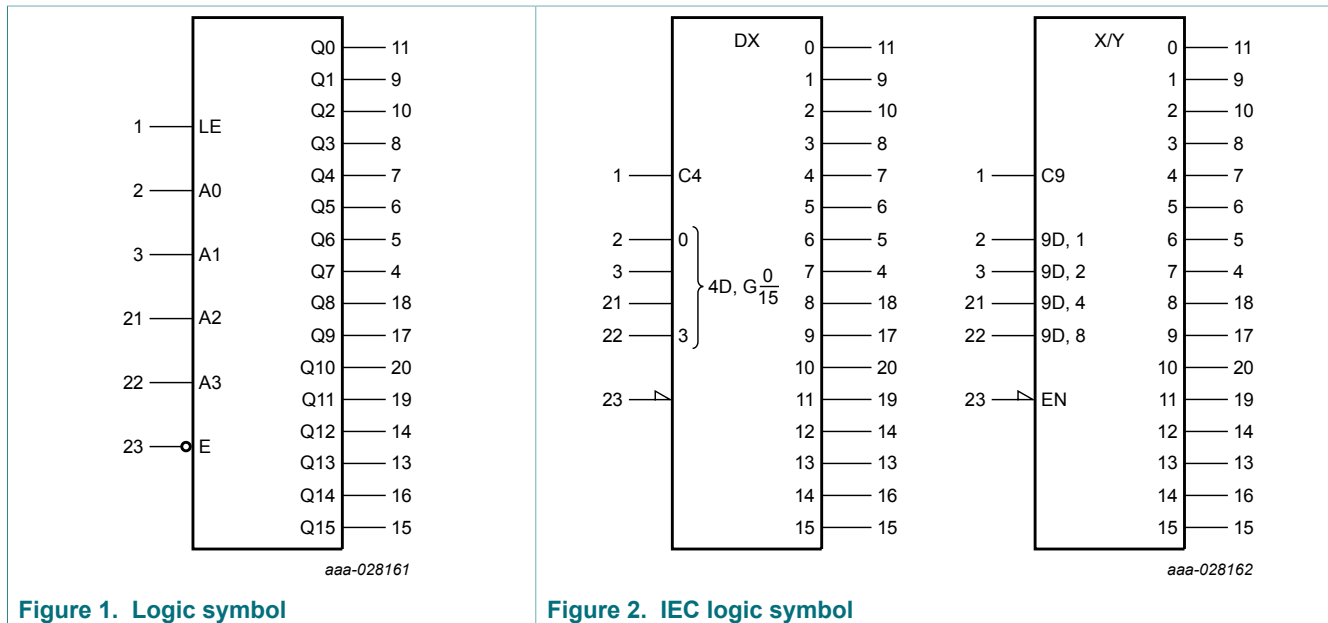 Q0 11
Q1 9
Q2 10
1 LE
Q3 8
Q4 7
2 A0
Q5 6
Q6 5
3 A1
Q7 4
Q8 18
21 A2
Q9 17
Q10 20
22 A3
Q11 19
Q12 14
23 E
Q13 13
Q14 16
Q15 15
aaa-028161
Figure 1. Logic symbol
DX
0 11
1 9
2 10
3 8
1 C4
4 7
5 6
2 0
6 5
3
4D, G 0/15
7 4
21
8 18
22 3
9 17
10 20
23
11 19
12 14
13 13
14 16
15 15
X/Y
0 11
1 9
2 10
3 8
1 C9
4 7
5 6
2 9D, 1
6 5
3 9D, 2
7 4
21 9D, 4
8 18
22 9D, 8
9 17
10 20
23 EN
11 19
12 14
13 13
14 16
15 15
aaa-028162
Figure 2. IEC logic symbol